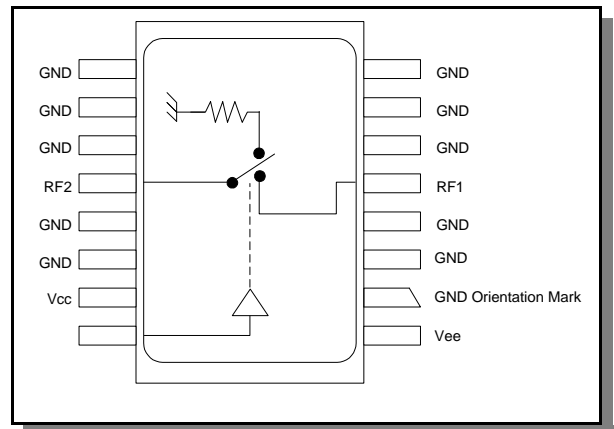 GND GND
GND GND
GND GND
RF2 RF1
GND GND
GND GND
Vcc GND Orientation Mark
Vee